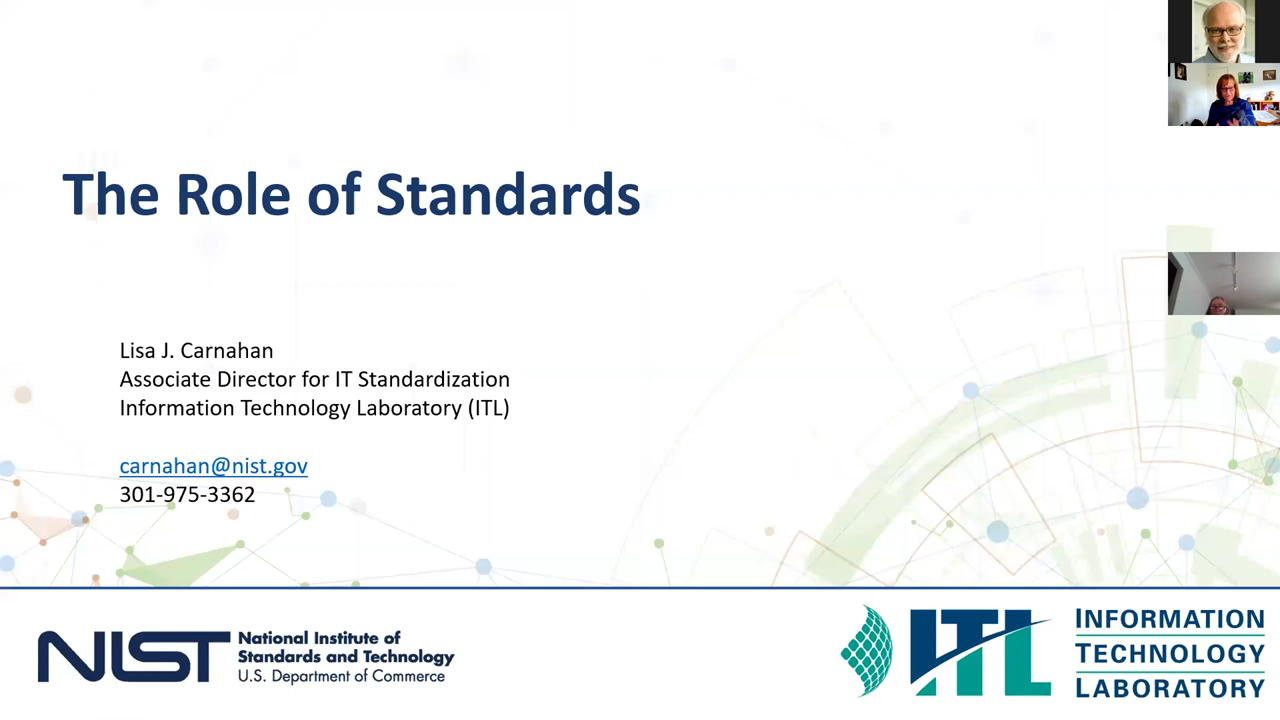 The Role of Standards
Lisa J. Carnahan
Associate Director for IT Standardization
Information Technology Laboratory (ITL)
carnahan@nist.gov
301-975-3362
NIST
National Institute of
Standards and Technology
U.S. Department of Commerce
ITL
INFORMATION
TECHNOLOGY
LABORATORY